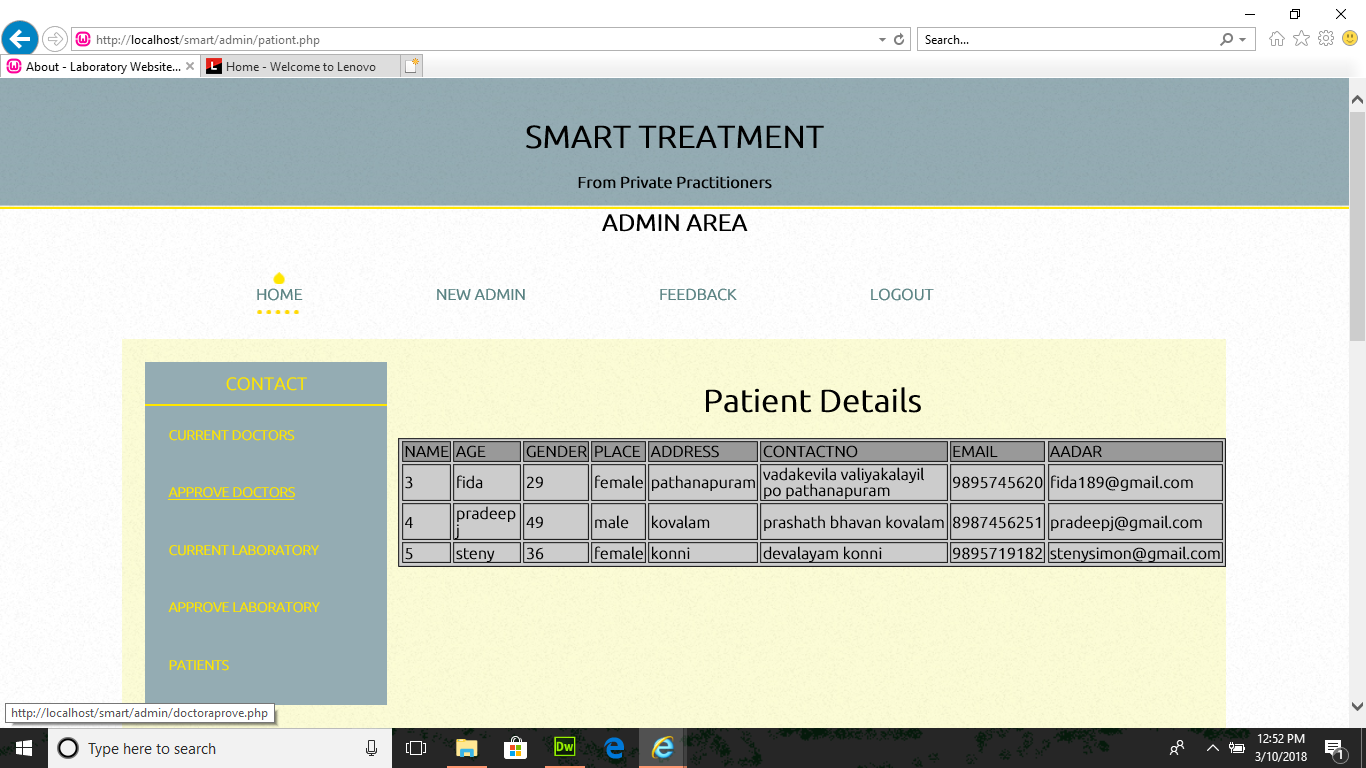 http://localhost/smart/admin/pationt.php
Search...
About - Laboratory Website...
Home - Welcome to Lenovo
SMART TREATMENT
From Private Practitioners
ADMIN AREA
HOME NEW ADMIN FEEDBACK LOGOUT
CONTACT
CURRENT DOCTORS
APPROVE DOCTORS
CURRENT LABORATORY
APPROVE LABORATORY
PATIENTS
Patient Details
NAME AGE GENDER PLACE ADDRESS CONTACTNO EMAIL AADAR
3 fida 29 female pathanapuram vadakevila valiyakalayil po pathanapuram 9895745620 fida189@gmail.com
4 pradeep j 49 male kovalam prashath bhavan kovalam 8987456251 pradeepj@gmail.com
5 steny 36 female konni devalayam konni 9895719182 stenysimon@gmail.com
http://localhost/smart/admin/doctoraprove.php
Type here to search
Dw
12:52 PM
3/10/2018
1